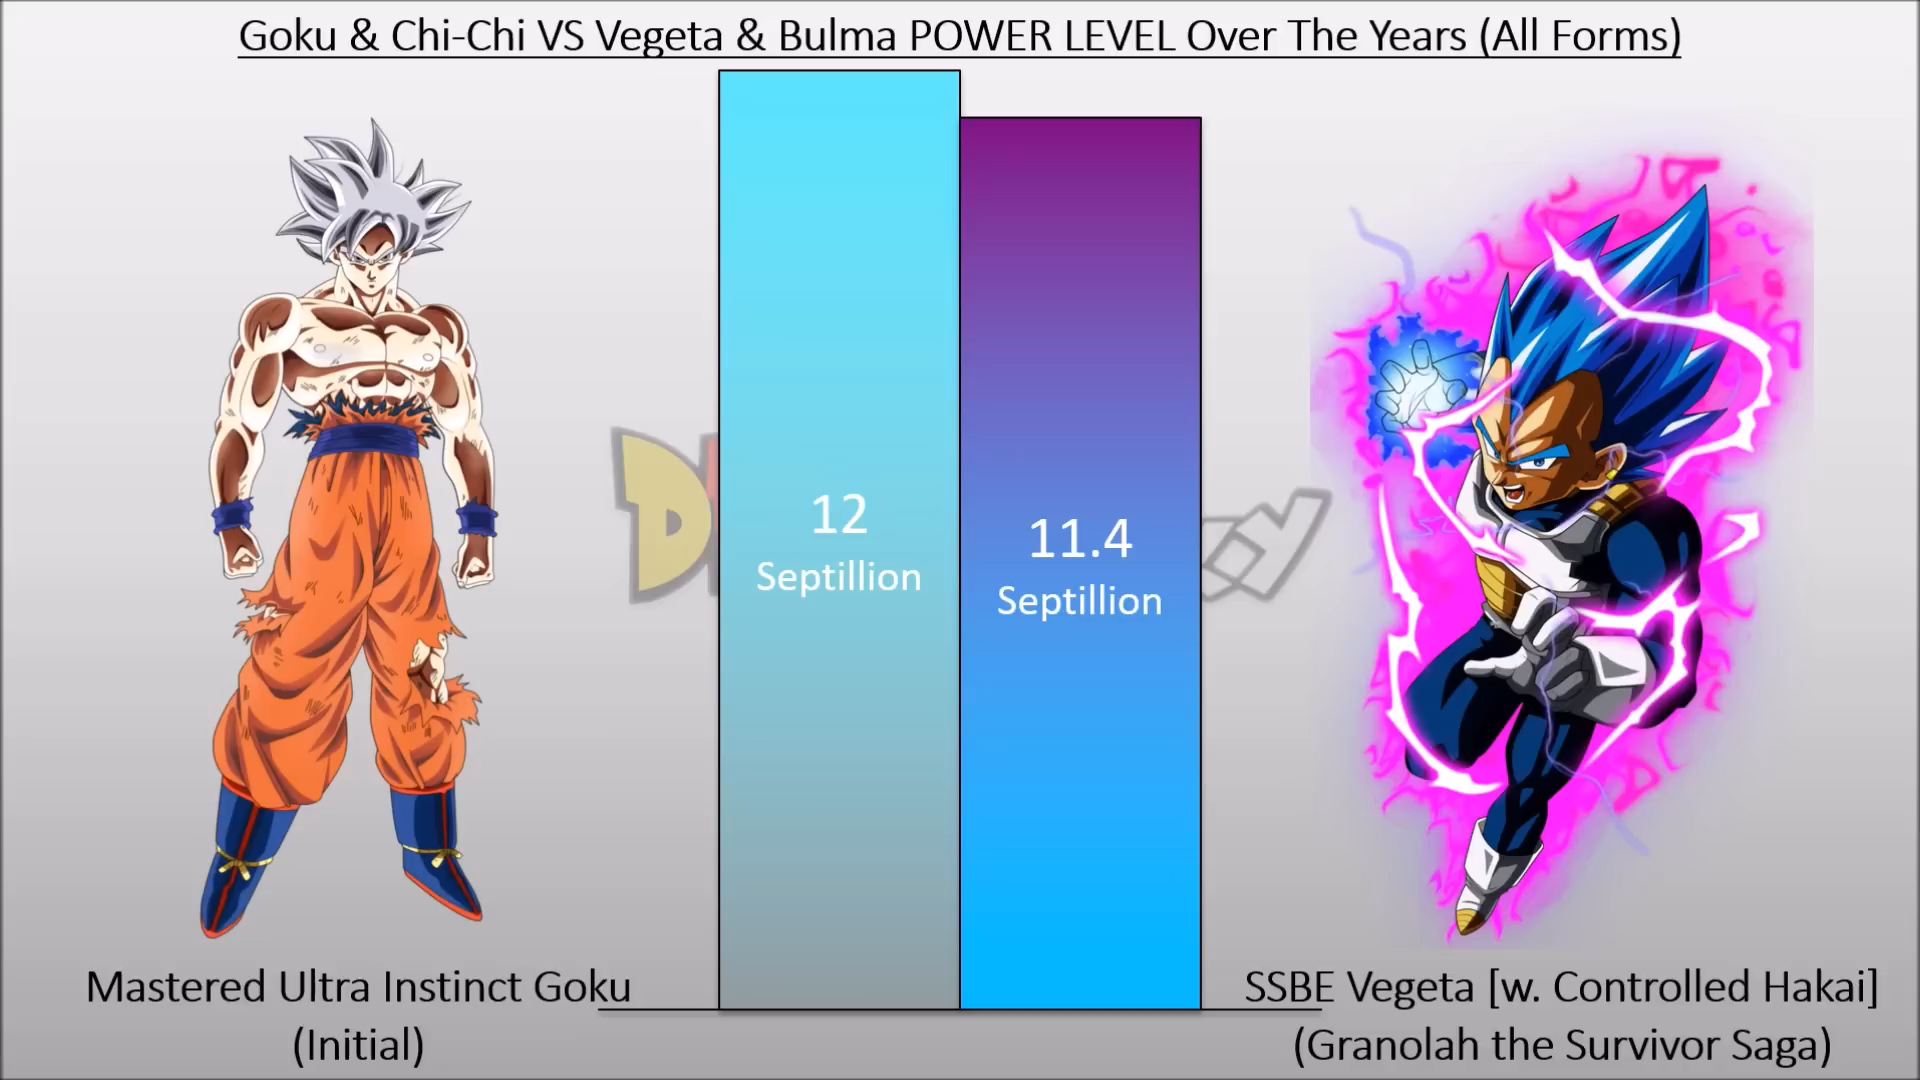 Goku & Chi-Chi VS Vegeta & Bulma POWER LEVEL Over The Years (All Forms)
12
Septillion
11.4
Septillion
Mastered Ultra Instinct Goku
(Initial)
SSBE Vegeta [w. Controlled Hakai]
(Granolah the Survivor Saga)